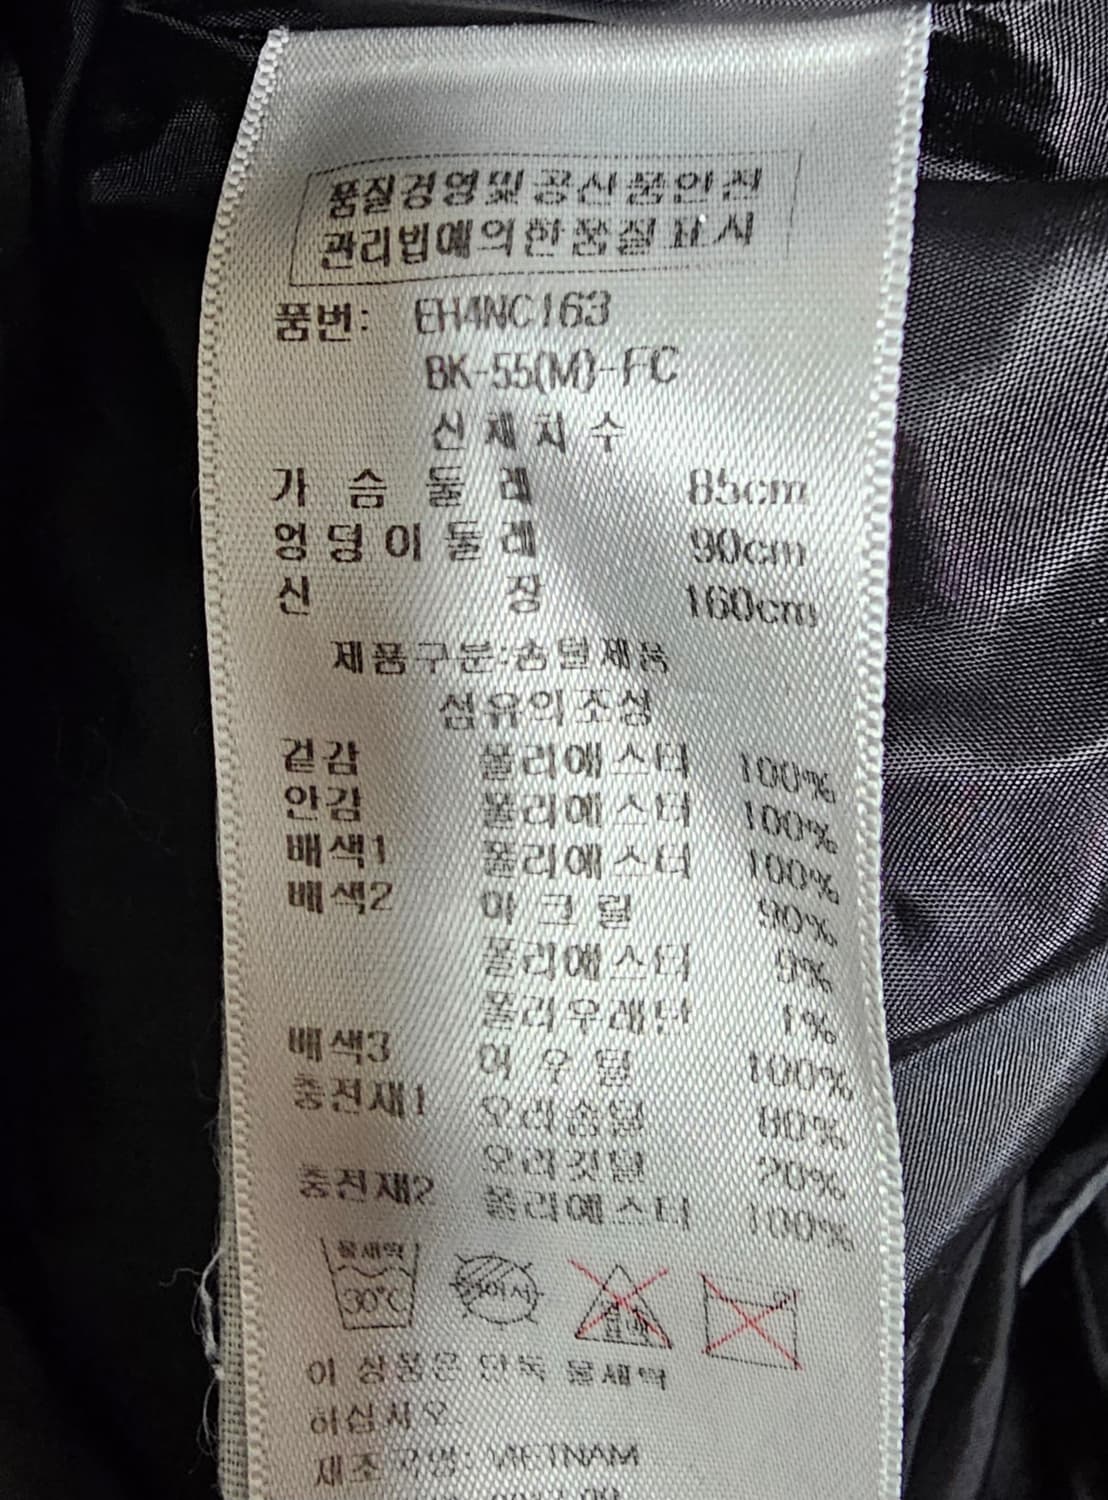 품질경영및공산품안전
관리법에의한품질표시
품번: EH4NC163
BK-55(M)-FC
신체치수
가슴둘레 85cm
엉덩이둘레 90cm
신장 160cm
제품구분:솜털제품
섬유의조성
겉감 폴리에스터 100%
안감 폴리에스터 100%
배색1 폴리에스터 100%
배색2 아크릴 90%
폴리에스터 9%
폴리우레탄 1%
배색3 여우털 100%
충전재1 오리솜털 80%
오리깃털 20%
충전재2 폴리에스터 100%
물세탁
30℃
이 상품은 단독 물세탁
하십시오.
제조국명: VIETNAM